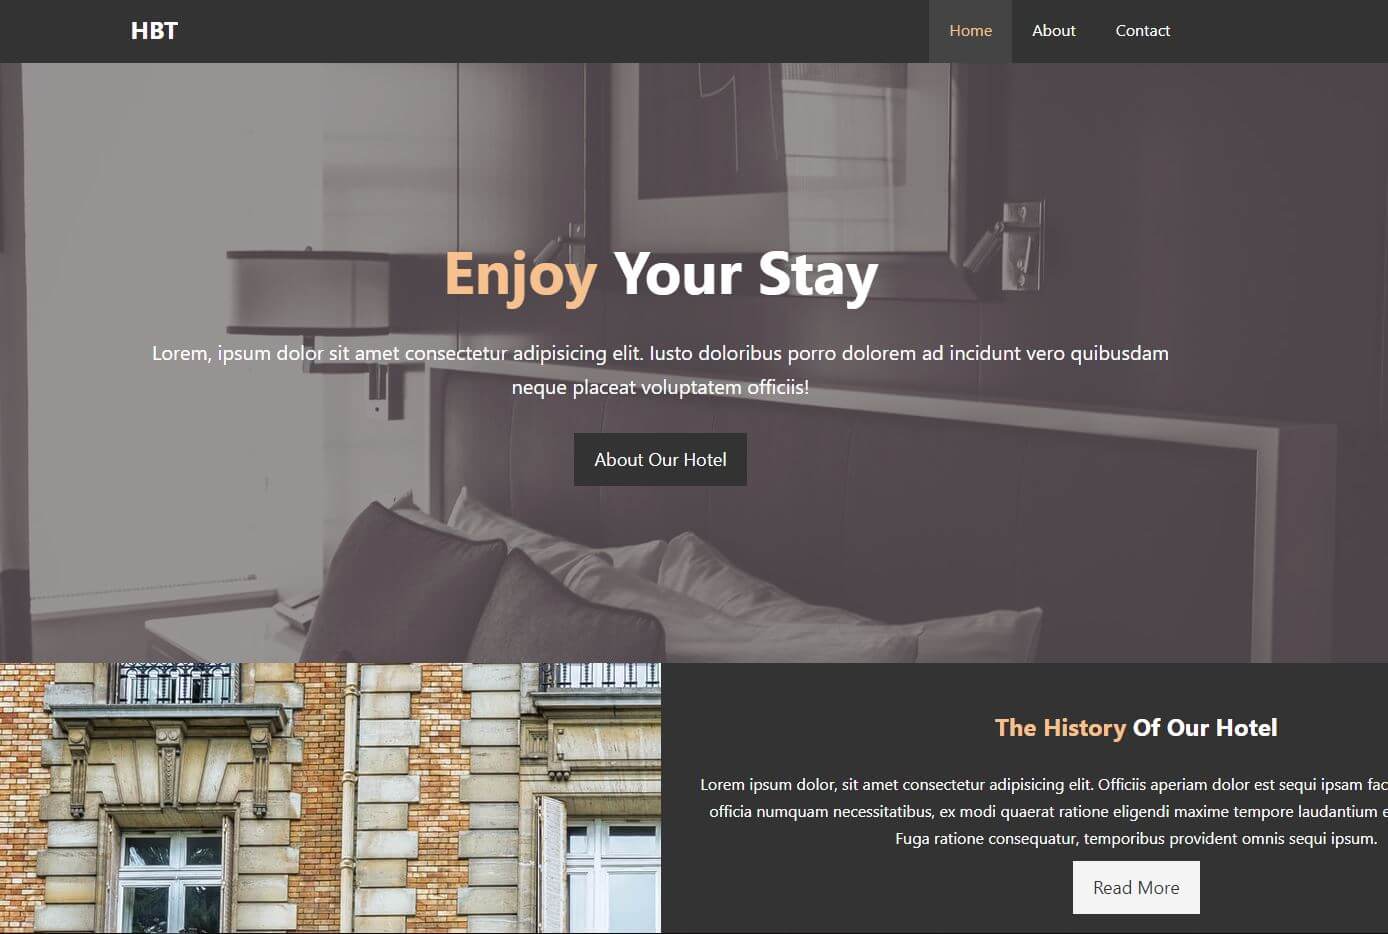 HBT
Home About Contact
Enjoy Your Stay
Lorem, ipsum dolor sit amet consectetur adipisicing elit. Iusto doloribus porro dolorem ad incidunt vero quibusdam
neque placeat voluptatem officiis!
About Our Hotel
The History Of Our Hotel
Lorem ipsum dolor, sit amet consectetur adipisicing elit. Officiis aperiam dolor est sequi ipsam
officia numquam necessitatibus, ex modi quaerat ratione eligendi maxime tempore laudantium
Fuga ratione consequatur, temporibus provident omnis sequi ipsum.
Read More